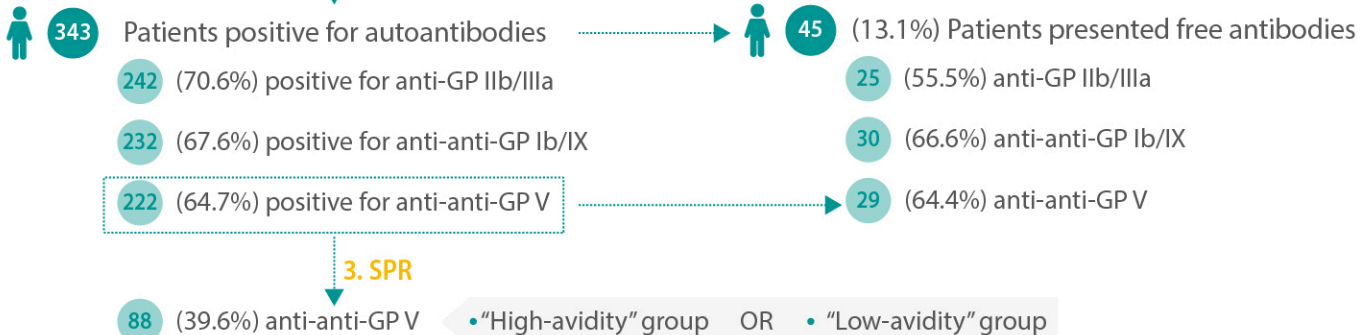 343 Patients positive for autoantibodies
45 (13.1%) Patients presented free antibodies
242 (70.6%) positive for anti-GP IIb/IIIa
25 (55.5%) anti-GP IIb/IIIa
232 (67.6%) positive for anti-anti-GP Ib/IX
30 (66.6%) anti-anti-GP Ib/IX
222 (64.7%) positive for anti-anti-GP V
29 (64.4%) anti-anti-GP V
3. SPR
88 (39.6%) anti-anti-GP V
•"High-avidity" group OR • "Low-avidity" group